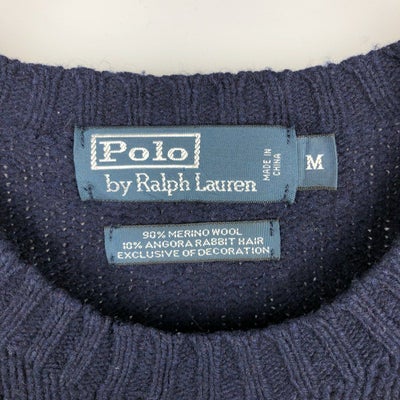 Polo
by Ralph Lauren
MADE IN
CHINA
M
90% MERINO WOOL
10% ANGORA RABBIT HAIR
EXCLUSIVE OF DECORATION